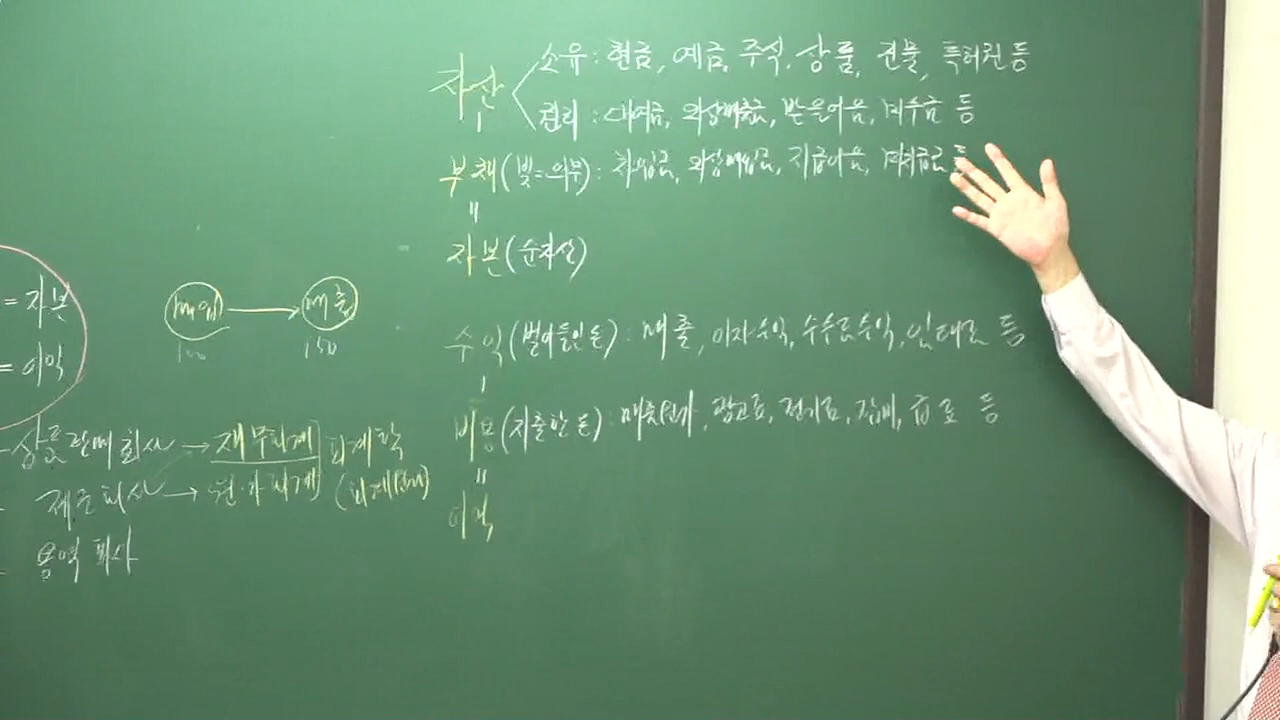 자산
소유 : 현금, 예금, 주식, 상품, 건물, 특허권 등
권리 : 대여금, 외상매출금, 받을어음, 미수금 등
부채 (빚=의무) : 차입금, 외상매입금, 지급어음, 등
"
자본 (순자산)
수익 (벌어들인 돈) : 매출, 이자수익, 수수료수익, 임대료 등
비용 (지출한 돈) : 매출원가, 광고료, 전기료, 급료 등
"
이익
= 자본
= 이익
매입 → 매출
100 150
상품판매회사 → 재무회계 회계학
제조회사 → 원가회계 (회계원리)
용역회사